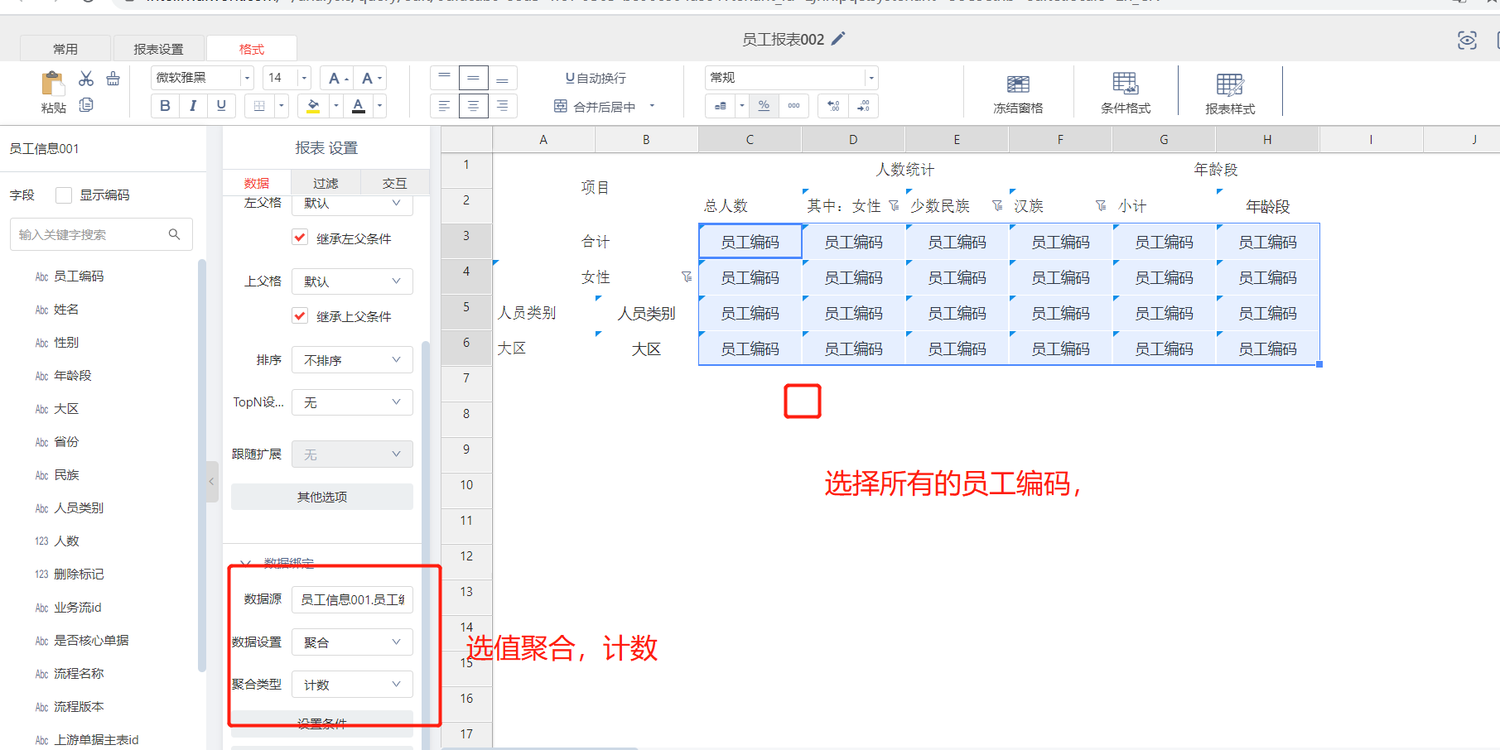 常用 报表设置 格式 员工报表002
微软雅黑 14 A A U自动换行 常规
粘贴 B I U A 合并后居中 % 000 冻结窗格 条件格式 报表样式
员工信息001
字段 显示编码
输入关键字搜索
Abc 员工编码
Abc 姓名
Abc 性别
Abc 年龄段
Abc 大区
Abc 省份
Abc 民族
Abc 人员类别
123 人数
123 删除标记
Abc 业务流id
Abc 是否核心单据
Abc 流程名称
Abc 流程版本
Abc 上游单据主表id
报表 设置
数据 过滤 交互
左父格 默认
继承左父条件
上父格 默认
继承上父条件
排序 不排序
TopN设... 无
跟随扩展 无
其他选项
数据绑定
数据源 员工信息001.员工
数据设置 聚合
聚合类型 计数
设置条件
A B C D E F G H I J
1 项目 人数统计 年龄段
2 总人数 其中：女性 少数民族 汉族 小计 年龄段
3 合计 员工编码 员工编码 员工编码 员工编码 员工编码 员工编码
4 女性 员工编码 员工编码 员工编码 员工编码 员工编码 员工编码
5 人员类别 人员类别 员工编码 员工编码 员工编码 员工编码 员工编码 员工编码
6 大区 大区 员工编码 员工编码 员工编码 员工编码 员工编码 员工编码
7
8
9
10
11
12
13
14
15
16
17
选择所有的员工编码，
选值聚合，计数